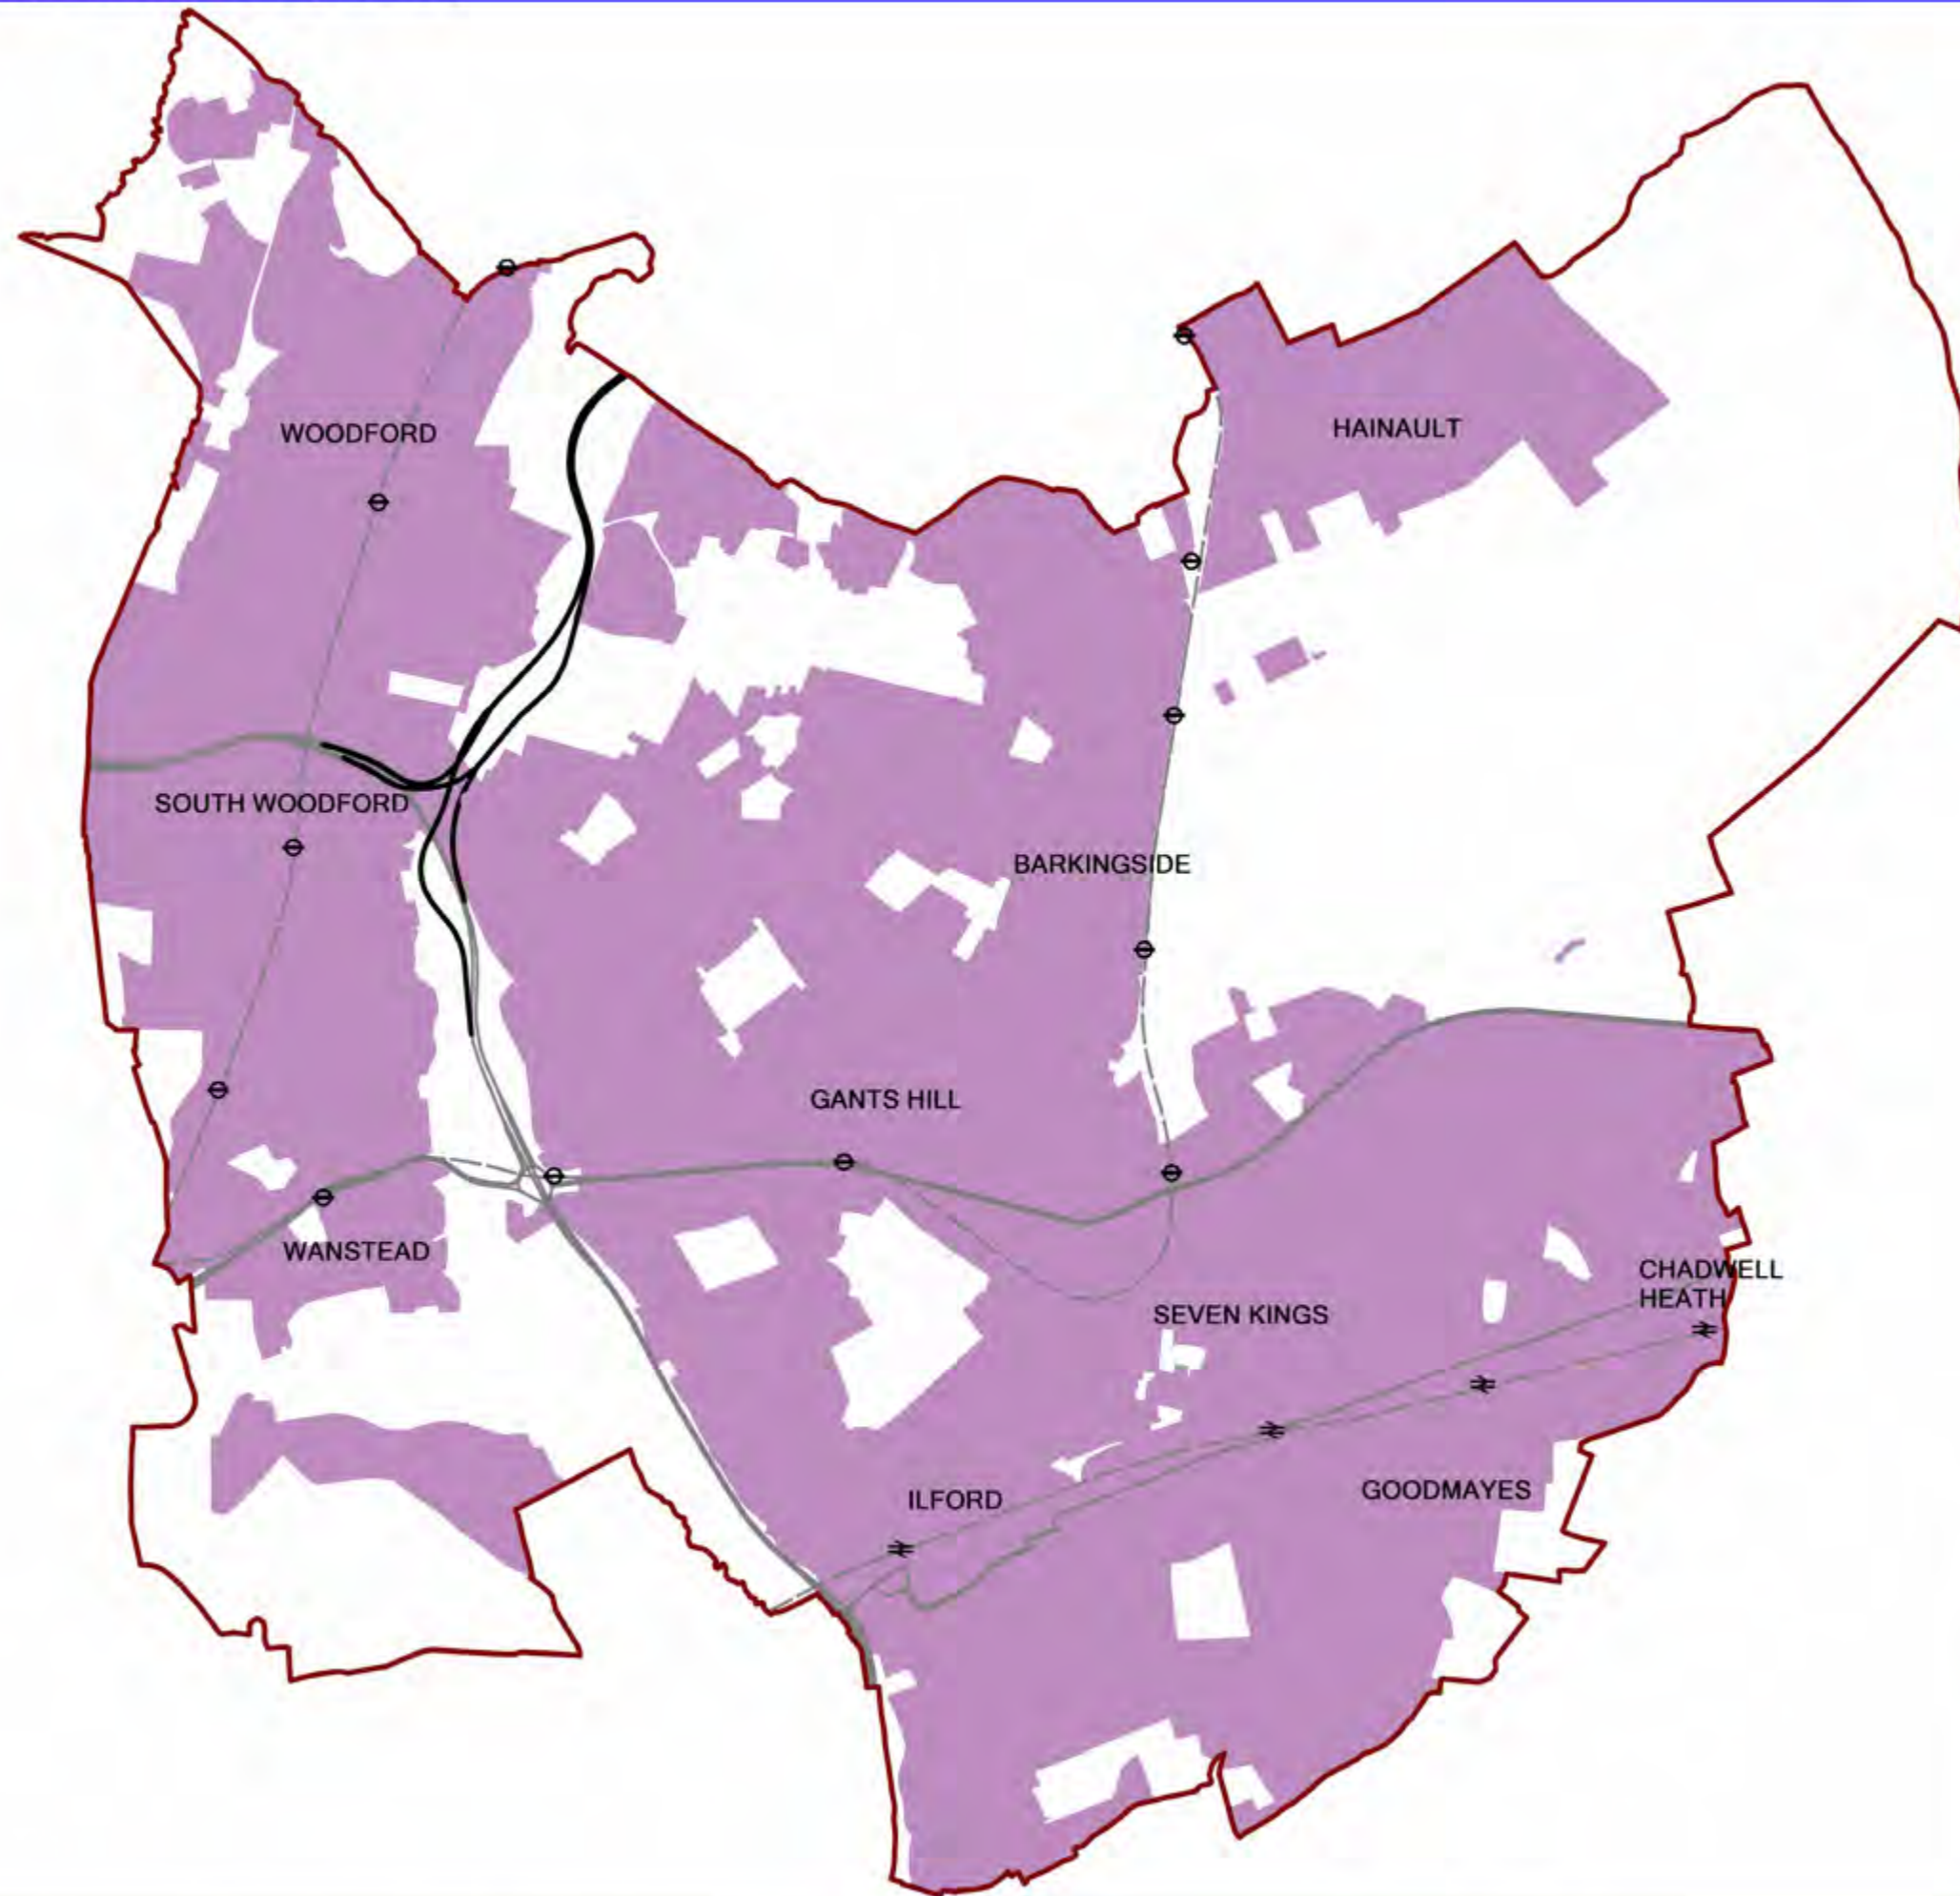 HAINAULT
WOODFORD
SOUTH WOODFORD
BARKINGSIDE
GANTS HILL
WANSTEAD
CHADWELL
HEATH
SEVEN KINGS
GOODMAYES
ILFORD